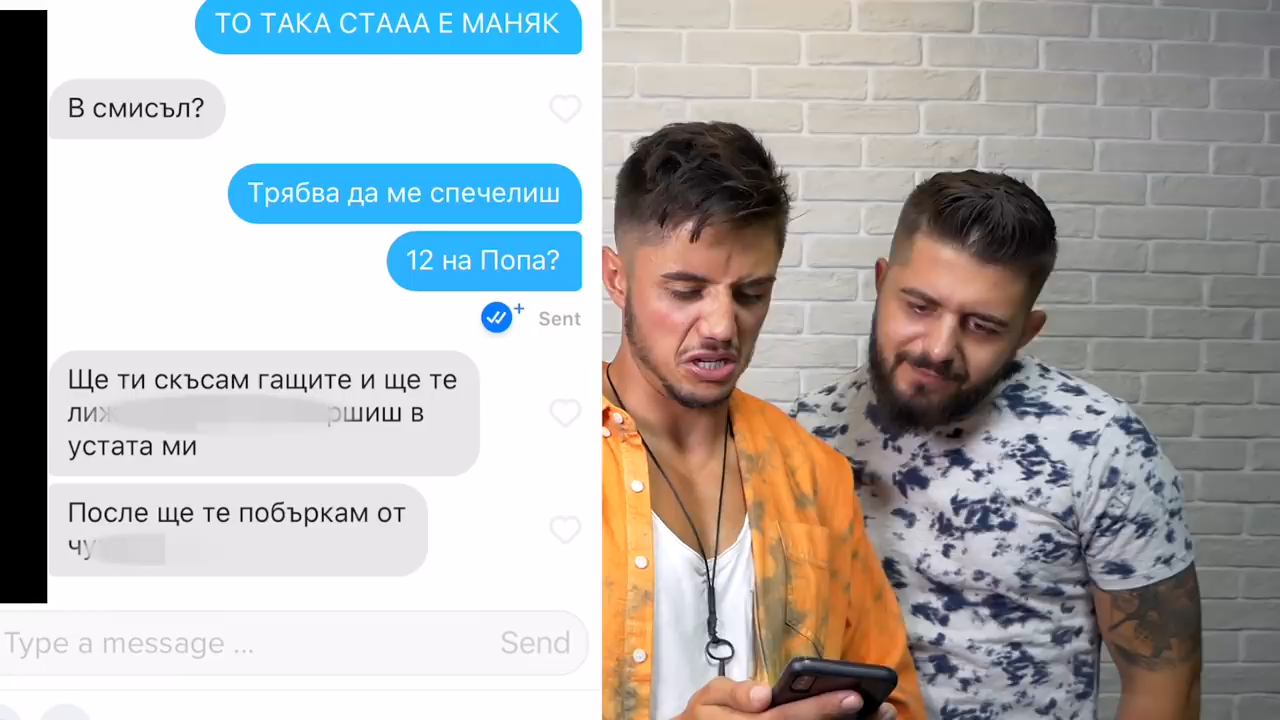 ТО ТАКА СТААА Е МАНЯК
В смисъл?
Трябва да ме спечелиш
12 на Попа?
Sent
Ще ти скъсам гащите и ще те
в
устата ми
После ще те побъркам от
Type a message ...
Send